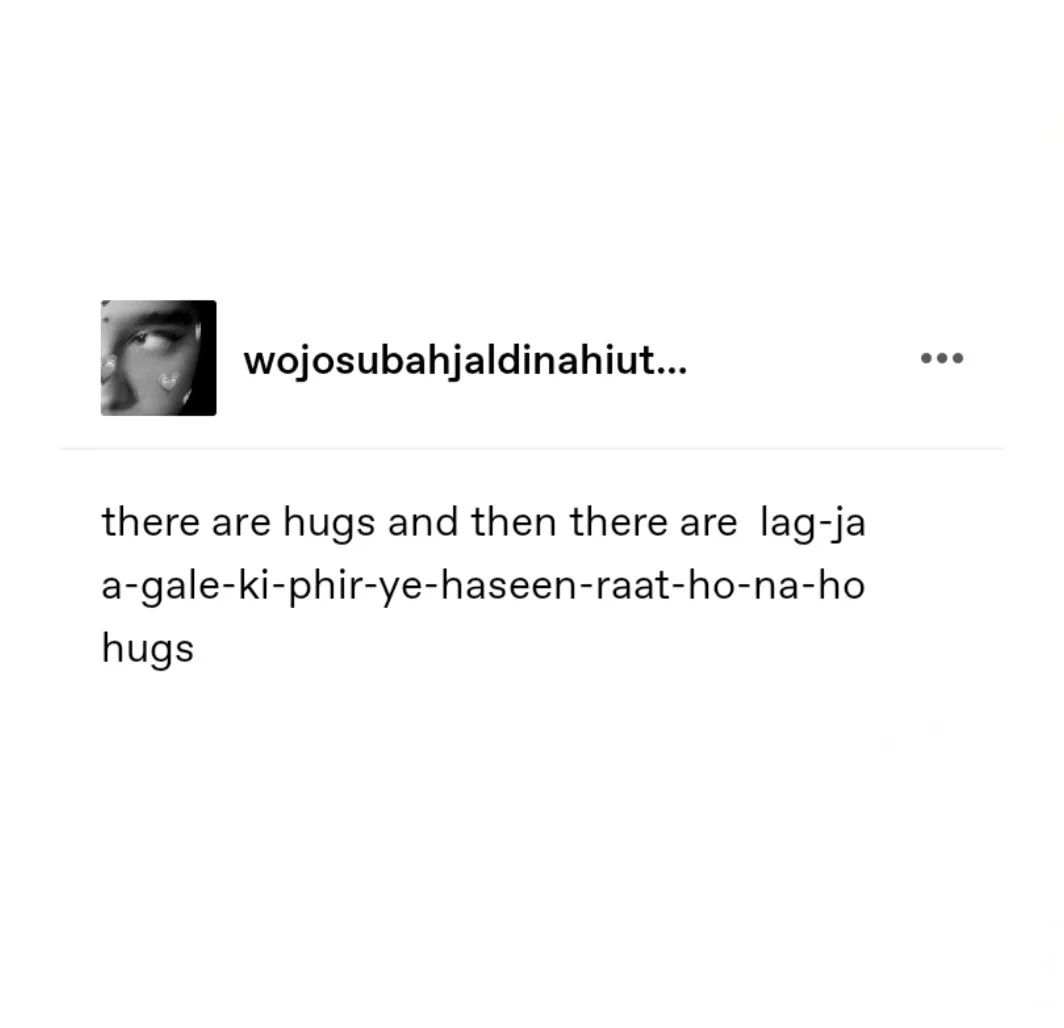 wojosubahjaldinahiut...
there are hugs and then there are  lag-ja
a-gale-ki-phir-ye-haseen-raat-ho-na-ho
hugs